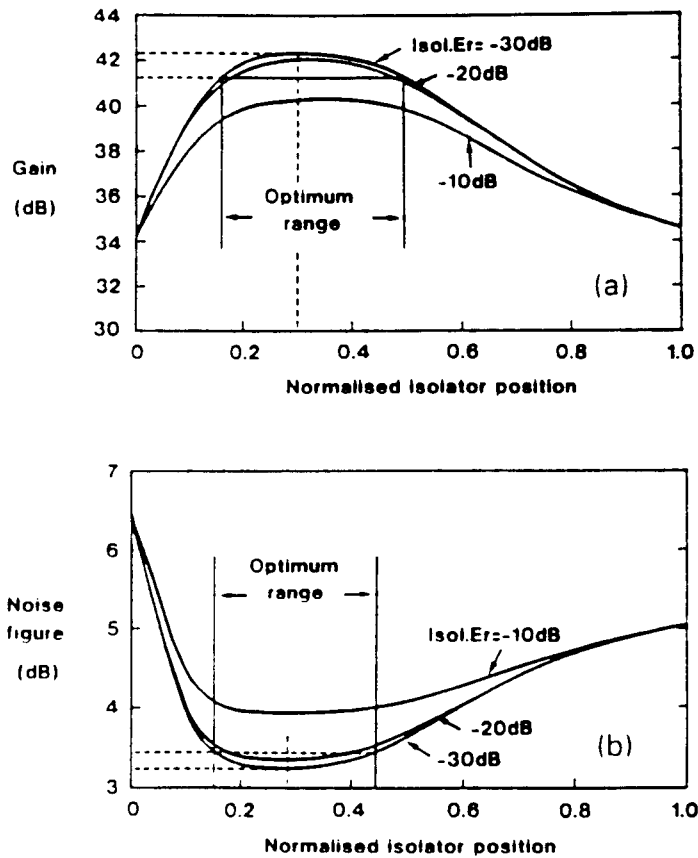 44
42
40
38
36
34
32
30
Gain
(dB)
Isol.Er= -30dB
-20dB
-10dB
Optimum
range
(a)
0 0.2 0.4 0.6 0.8 1.0
Normalised isolator position
7
6
5
4
3
Noise
figure
(dB)
Optimum
range
Isol.Er=-10dB
-20dB
-30dB
(b)
0 0.2 0.4 0.6 0.8 1.0
Normalised isolator position